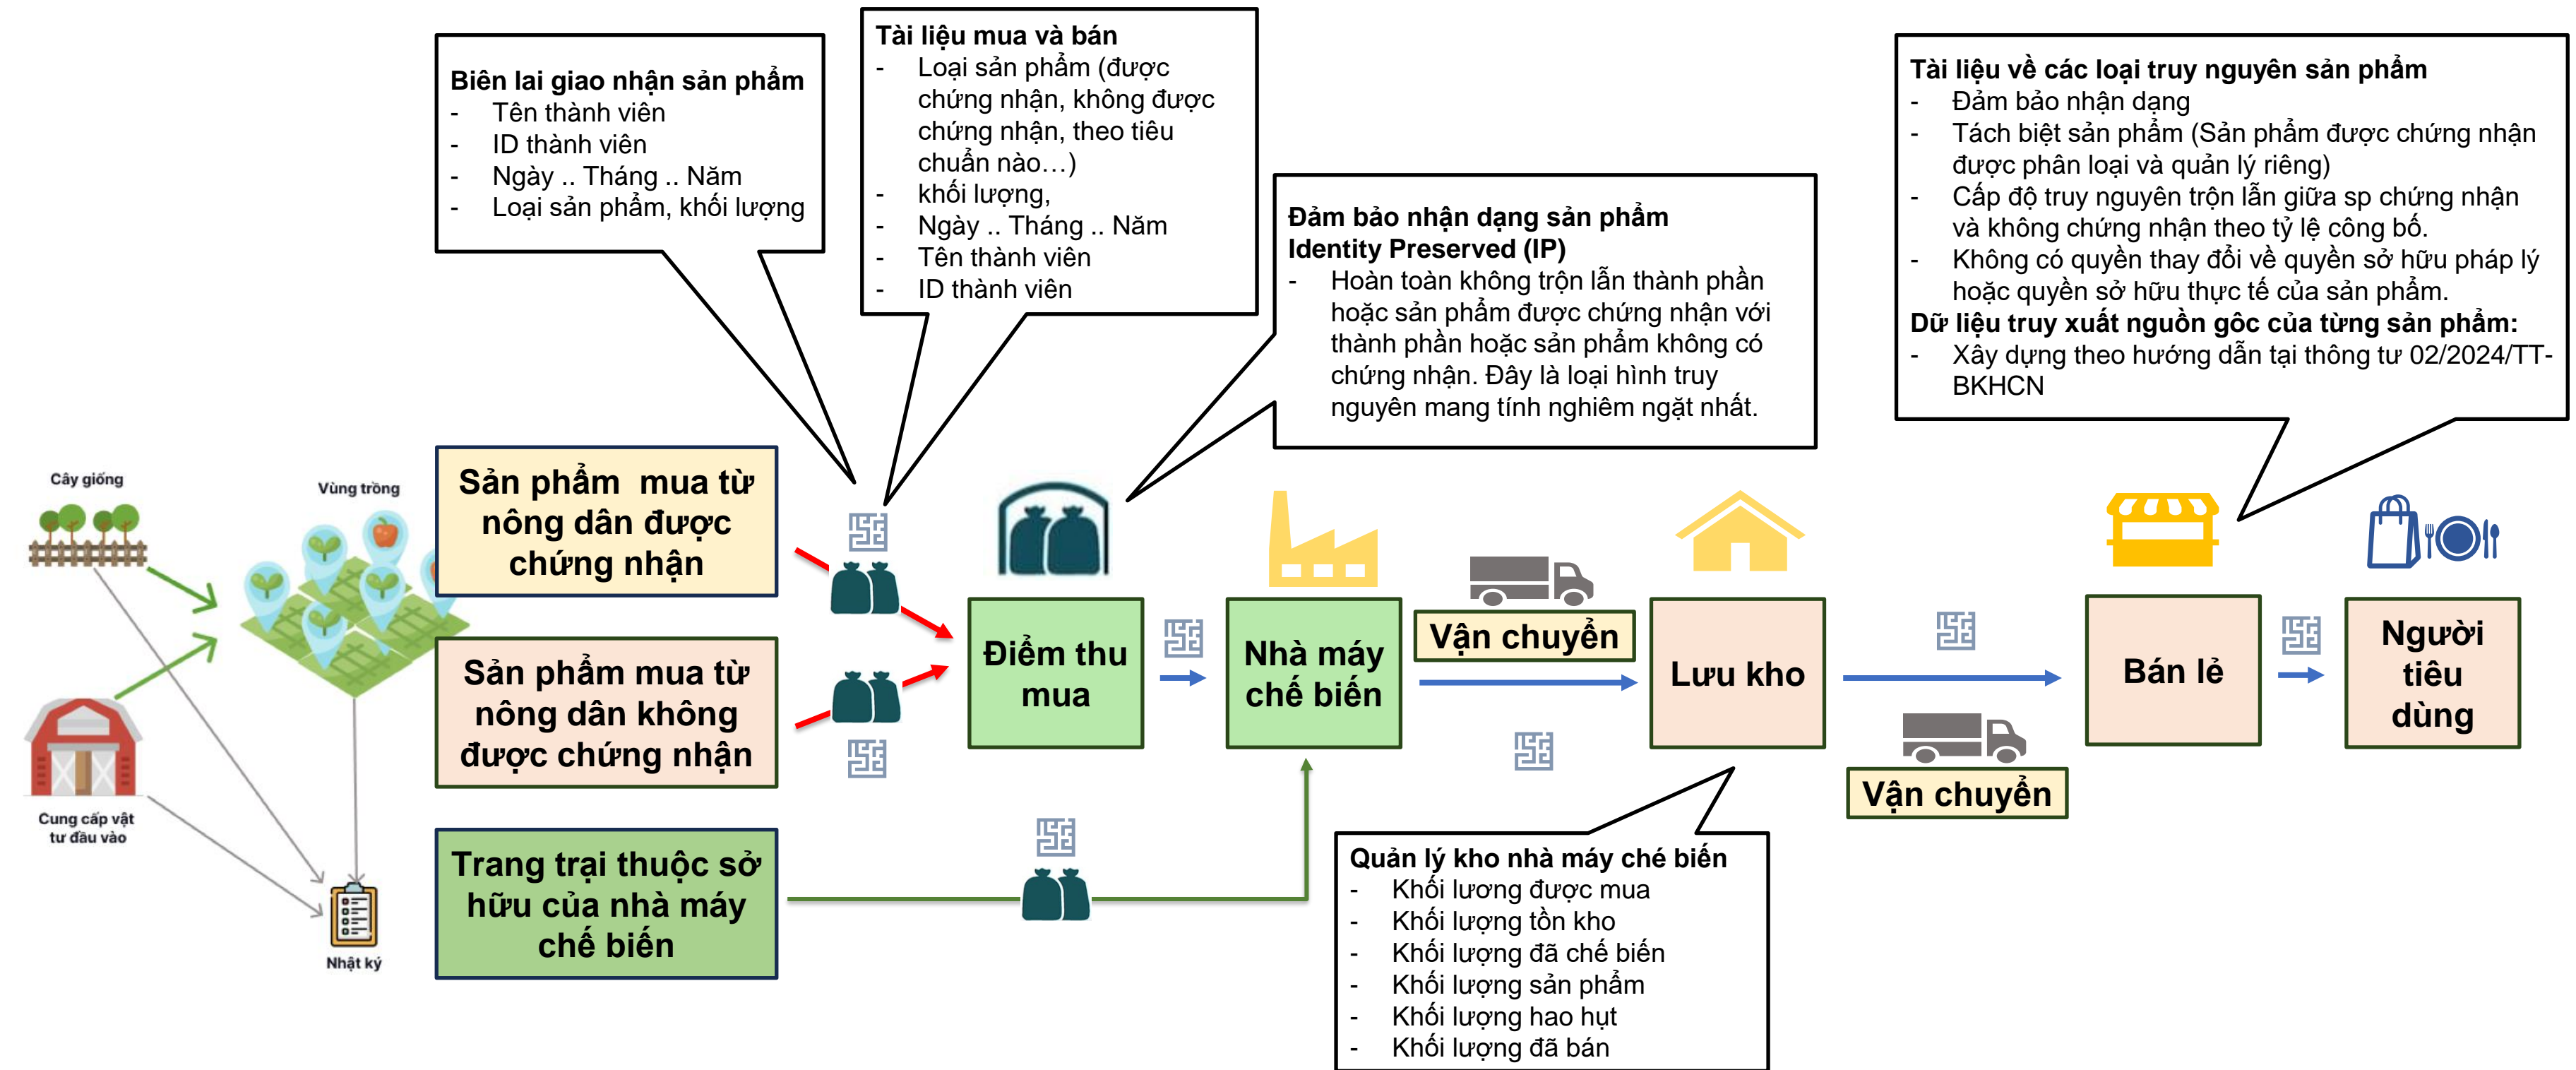 Biên lai giao nhận sản phẩm
- Tên thành viên
- ID thành viên
- Ngày .. Tháng .. Năm
- Loại sản phẩm, khối lượng
Tài liệu mua và bán
- Loại sản phẩm (được
chứng nhận, không được
chứng nhận, theo tiêu
chuẩn nào…)
- khối lượng,
- Ngày .. Tháng .. Năm
- Tên thành viên
- ID thành viên
Đảm bảo nhận dạng sản phẩm
Identity Preserved (IP)
- Hoàn toàn không trộn lẫn thành phần
hoặc sản phẩm được chứng nhận với
thành phần hoặc sản phẩm không có
chứng nhận. Đây là loại hình truy
nguyên mang tính nghiêm ngặt nhất.
Tài liệu về các loại truy nguyên sản phẩm
- Đảm bảo nhận dạng
- Tách biệt sản phẩm (Sản phẩm được chứng nhận
được phân loại và quản lý riêng)
- Cấp độ truy nguyên trộn lẫn giữa sp chứng nhận
và không chứng nhận theo tỷ lệ công bố.
- Không có quyền thay đổi về quyền sở hữu pháp lý
hoặc quyền sở hữu thực tế của sản phẩm.
Dữ liệu truy xuất nguồn gốc của từng sản phẩm:
- Xây dựng theo hướng dẫn tại thông tư 02/2024/TT-
BKHCN
Cây giống
Vùng trồng
Cung cấp vật
tư đầu vào
Nhật ký
Sản phẩm mua từ
nông dân được
chứng nhận
Sản phẩm mua từ
nông dân không
được chứng nhận
Trang trại thuộc sở
hữu của nhà máy
chế biến
Điểm thu
mua
Nhà máy
chế biến
Vận chuyển
Lưu kho
Vận chuyển
Bán lẻ
Người
tiêu
dùng
Quản lý kho nhà máy ché biến
- Khối lương được mua
- Khối lượng tồn kho
- Khối lượng đã chế biến
- Khối lượng sản phẩm
- Khối lượng hao hụt
- Khối lượng đã bán